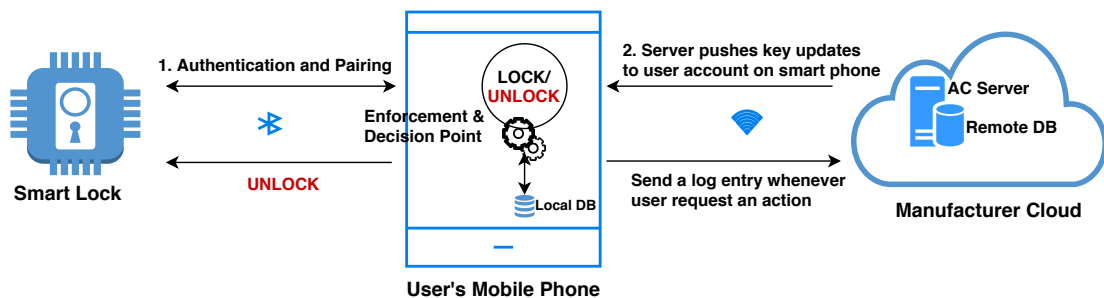 1. Authentication and Pairing
UNLOCK
Smart Lock
LOCK/
UNLOCK
Enforcement &
Decision Point
Local DB
User's Mobile Phone
2. Server pushes key updates
to user account on smart phone
Send a log entry whenever
user request an action
AC Server
Remote DB
Manufacturer Cloud